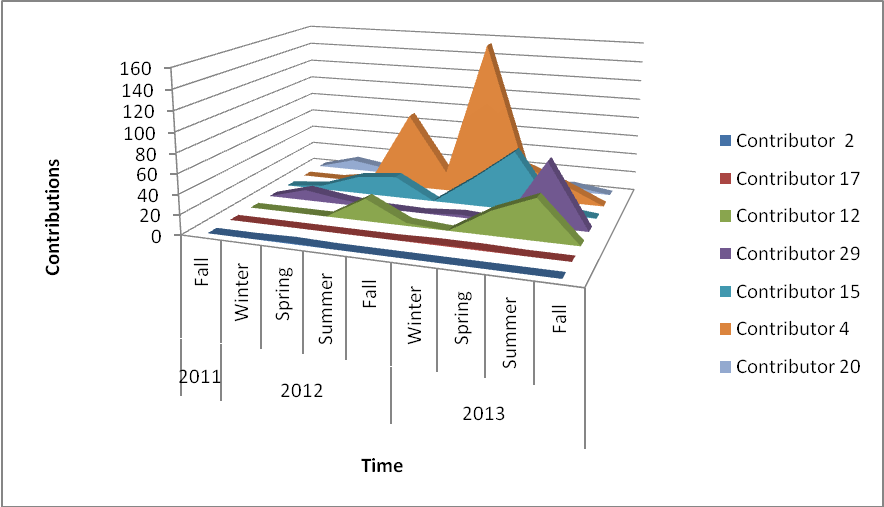 160
140
120
100
80
60
40
20
0
Contributions
Fall
Winter
Spring
Summer
Fall
Winter
Spring
Summer
Fall
2011
2012
2013
Time
Contributor 2
Contributor 17
Contributor 12
Contributor 29
Contributor 15
Contributor 4
Contributor 20